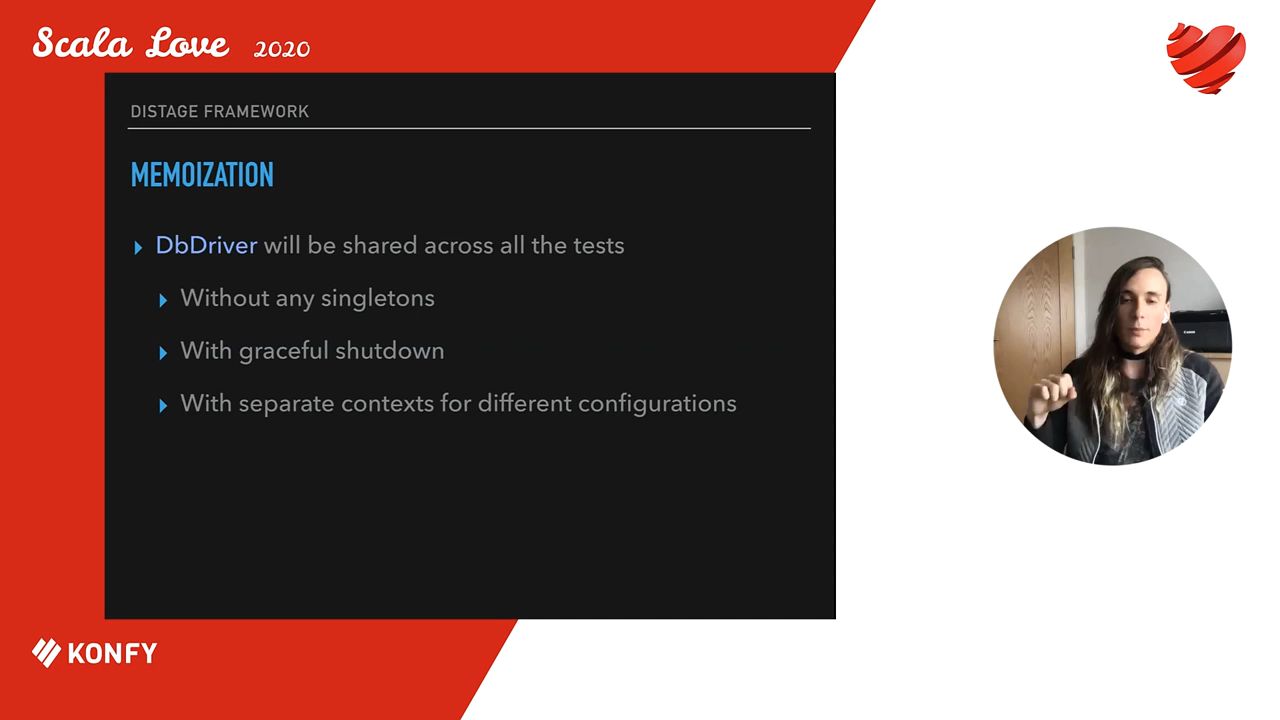 Scala Love 2020
DISTAGE FRAMEWORK
MEMOIZATION
DbDriver will be shared across all the tests
Without any singletons
With graceful shutdown
With separate contexts for different configurations
Canon
KONFY